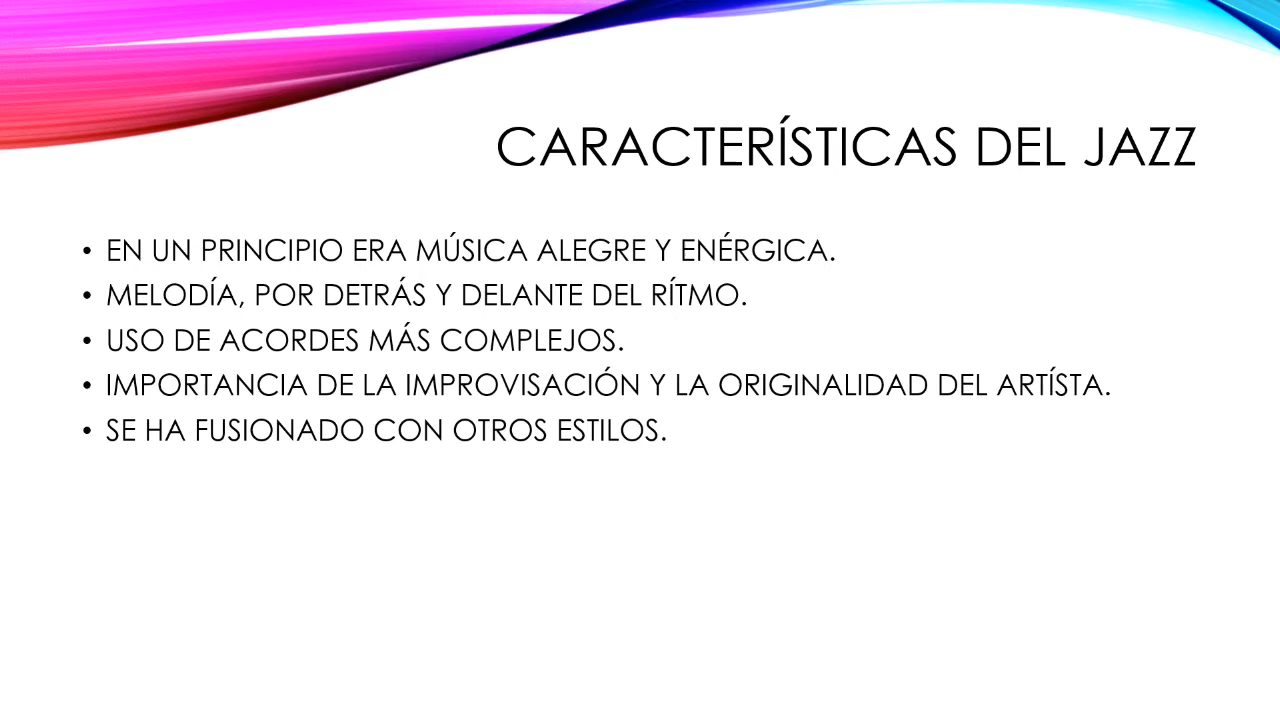 CARACTERÍSTICAS DEL JAZZ
• EN UN PRINCIPIO ERA MÚSICA ALEGRE Y ENÉRGICA.
• MELODÍA, POR DETRÁS Y DELANTE DEL RÍTMO.
• USO DE ACORDES MÁS COMPLEJOS.
• IMPORTANCIA DE LA IMPROVISACIÓN Y LA ORIGINALIDAD DEL ARTÍSTA.
• SE HA FUSIONADO CON OTROS ESTILOS.